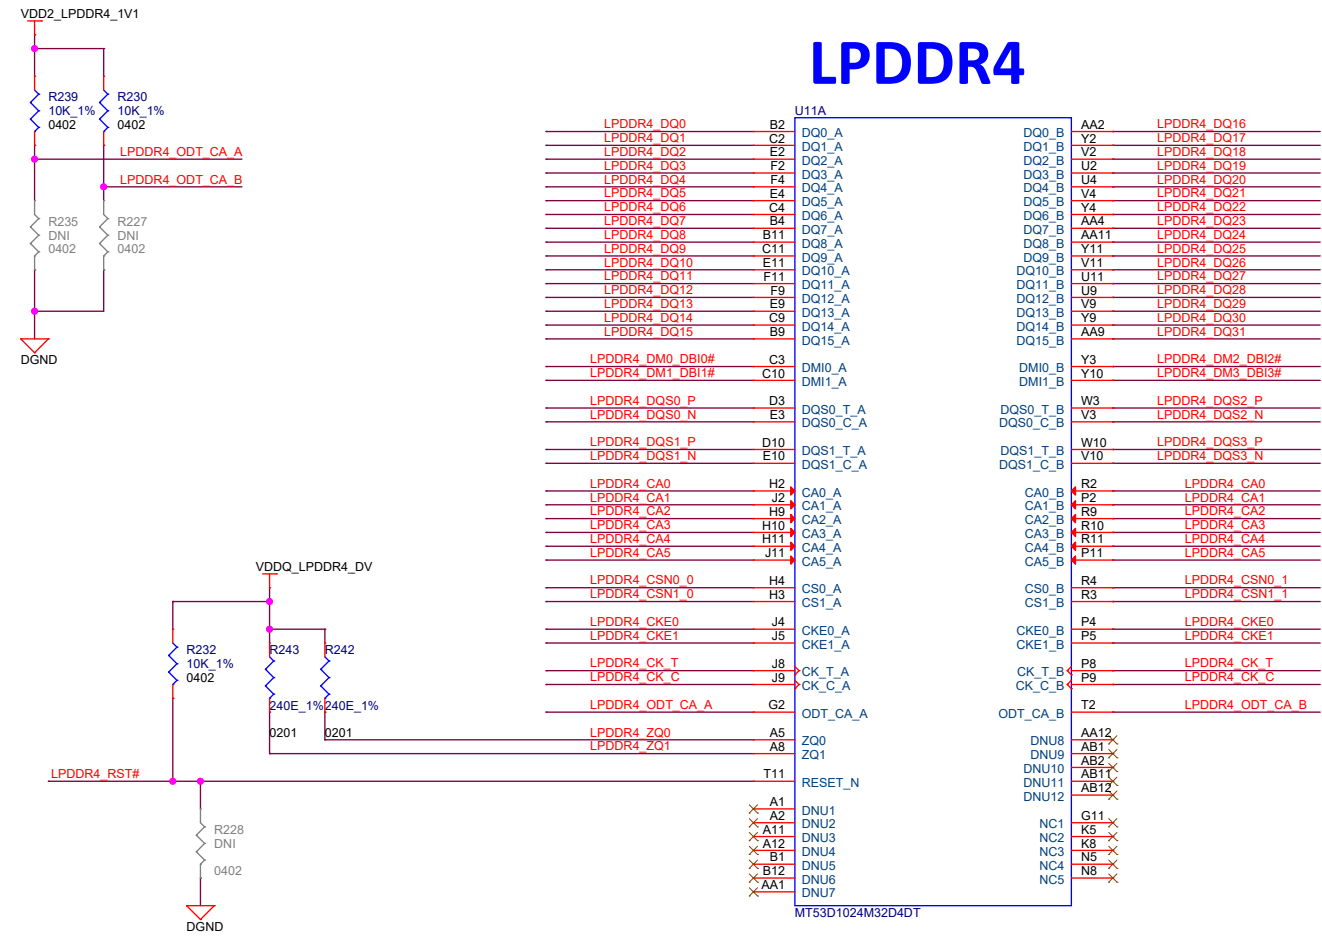 VDD2_LPDDR4_1V1
R239
10K_1%
0402
R230
10K_1%
0402
LPDDR4_ODT_CA_A
LPDDR4_ODT_CA_B
R235
DNI
0402
R227
DNI
0402
DGND
LPDDR4
U11A
LPDDR4_DQ0 B2 DQ0_A DQ0_B AA2 LPDDR4_DQ16
LPDDR4_DQ1 C2 DQ1_A DQ1_B Y2 LPDDR4_DQ17
LPDDR4_DQ2 E2 DQ2_A DQ2_B V2 LPDDR4_DQ18
LPDDR4_DQ3 F2 DQ3_A DQ3_B U2 LPDDR4_DQ19
LPDDR4_DQ4 F4 DQ4_A DQ4_B U4 LPDDR4_DQ20
LPDDR4_DQ5 E4 DQ5_A DQ5_B V4 LPDDR4_DQ21
LPDDR4_DQ6 C4 DQ6_A DQ6_B Y4 LPDDR4_DQ22
LPDDR4_DQ7 B4 DQ7_A DQ7_B AA4 LPDDR4_DQ23
LPDDR4_DQ8 B11 DQ8_A DQ8_B AA11 LPDDR4_DQ24
LPDDR4_DQ9 C11 DQ9_A DQ9_B Y11 LPDDR4_DQ25
LPDDR4_DQ10 E11 DQ10_A DQ10_B V11 LPDDR4_DQ26
LPDDR4_DQ11 F11 DQ11_A DQ11_B U11 LPDDR4_DQ27
LPDDR4_DQ12 F9 DQ12_A DQ12_B U9 LPDDR4_DQ28
LPDDR4_DQ13 E9 DQ13_A DQ13_B V9 LPDDR4_DQ29
LPDDR4_DQ14 C9 DQ14_A DQ14_B Y9 LPDDR4_DQ30
LPDDR4_DQ15 B9 DQ15_A DQ15_B AA9 LPDDR4_DQ31
LPDDR4_DM0_DBI0# C3 DMI0_A DMI0_B Y3 LPDDR4_DM2_DBI2#
LPDDR4_DM1_DBI1# C10 DMI1_A DMI1_B Y10 LPDDR4_DM3_DBI3#
LPDDR4_DQS0_P D3 DQS0_T_A DQS0_T_B W3 LPDDR4_DQS2_P
LPDDR4_DQS0_N E3 DQS0_C_A DQS0_C_B V3 LPDDR4_DQS2_N
LPDDR4_DQS1_P D10 DQS1_T_A DQS1_T_B W10 LPDDR4_DQS3_P
LPDDR4_DQS1_N E10 DQS1_C_A DQS1_C_B V10 LPDDR4_DQS3_N
LPDDR4_CA0 H2 CA0_A CA0_B R2 LPDDR4_CA0
LPDDR4_CA1 J2 CA1_A CA1_B P2 LPDDR4_CA1
LPDDR4_CA2 H9 CA2_A CA2_B R9 LPDDR4_CA2
LPDDR4_CA3 H10 CA3_A CA3_B R10 LPDDR4_CA3
LPDDR4_CA4 H11 CA4_A CA4_B R11 LPDDR4_CA4
LPDDR4_CA5 J11 CA5_A CA5_B P11 LPDDR4_CA5
LPDDR4_CSN0_0 H4 CS0_A CS0_B R4 LPDDR4_CSN0_1
LPDDR4_CSN1_0 H3 CS1_A CS1_B R3 LPDDR4_CSN1_1
LPDDR4_CKE0 J4 CKE0_A CKE0_B P4 LPDDR4_CKE0
LPDDR4_CKE1 J5 CKE1_A CKE1_B P5 LPDDR4_CKE1
LPDDR4_CK_T J8 CK_T_A CK_T_B P8 LPDDR4_CK_T
LPDDR4_CK_C J9 CK_C_A CK_C_B P9 LPDDR4_CK_C
LPDDR4_ODT_CA_A G2 ODT_CA_A ODT_CA_B T2 LPDDR4_ODT_CA_B
LPDDR4_ZQ0 A5 ZQ0 DNU8 AA12
LPDDR4_ZQ1 A8 ZQ1 DNU9 AB1
DNU10 AB2
LPDDR4_RST# T11 RESET_N DNU11 AB11
DNU12 AB12
A1 DNU1
A2 DNU2 NC1 G11
A11 DNU3 NC2 K5
A12 DNU4 NC3 K8
B1 DNU5 NC4 N5
B12 DNU6 NC5 N8
AA1 DNU7
MT53D1024M32D4DT
VDDQ_LPDDR4_DV
R232
10K_1%
0402
R243
240E_1%
0201
R242
240E_1%
0201
R228
DNI
0402
DGND